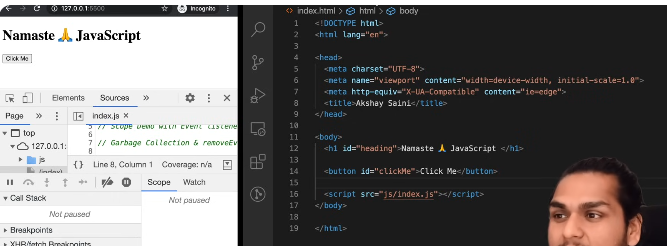 127.0.0.1:5500
Incognito
Namaste 🙏 JavaScript
Click Me
Elements
Sources
»
Page
»
index.js ×
top
127.0.0.1:
js
(index)
5 // Scope Demo with Event listene
6
7 // Garbage Collection & removeEv
8
{} Line 8, Column 1 Coverage: n/a
Scope
Watch
Call Stack
Not paused
Not paused
Breakpoints
XHR/fetch Breakpoints
index.html > html > body
1 <!DOCTYPE html>
2 <html lang="en">
3
4 <head>
5 <meta charset="UTF-8">
6 <meta name="viewport" content="width=device-width, initial-scale=1.0">
7 <meta http-equiv="X-UA-Compatible" content="ie=edge">
8 <title>Akshay Saini</title>
9 </head>
10
11 <body>
12 <h1 id="heading">Namaste 🙏 JavaScript </h1>
13
14 <button id="clickMe">Click Me</button>
15
16 <script src="js/index.js"></script>
17 </body>
18
19 </html>